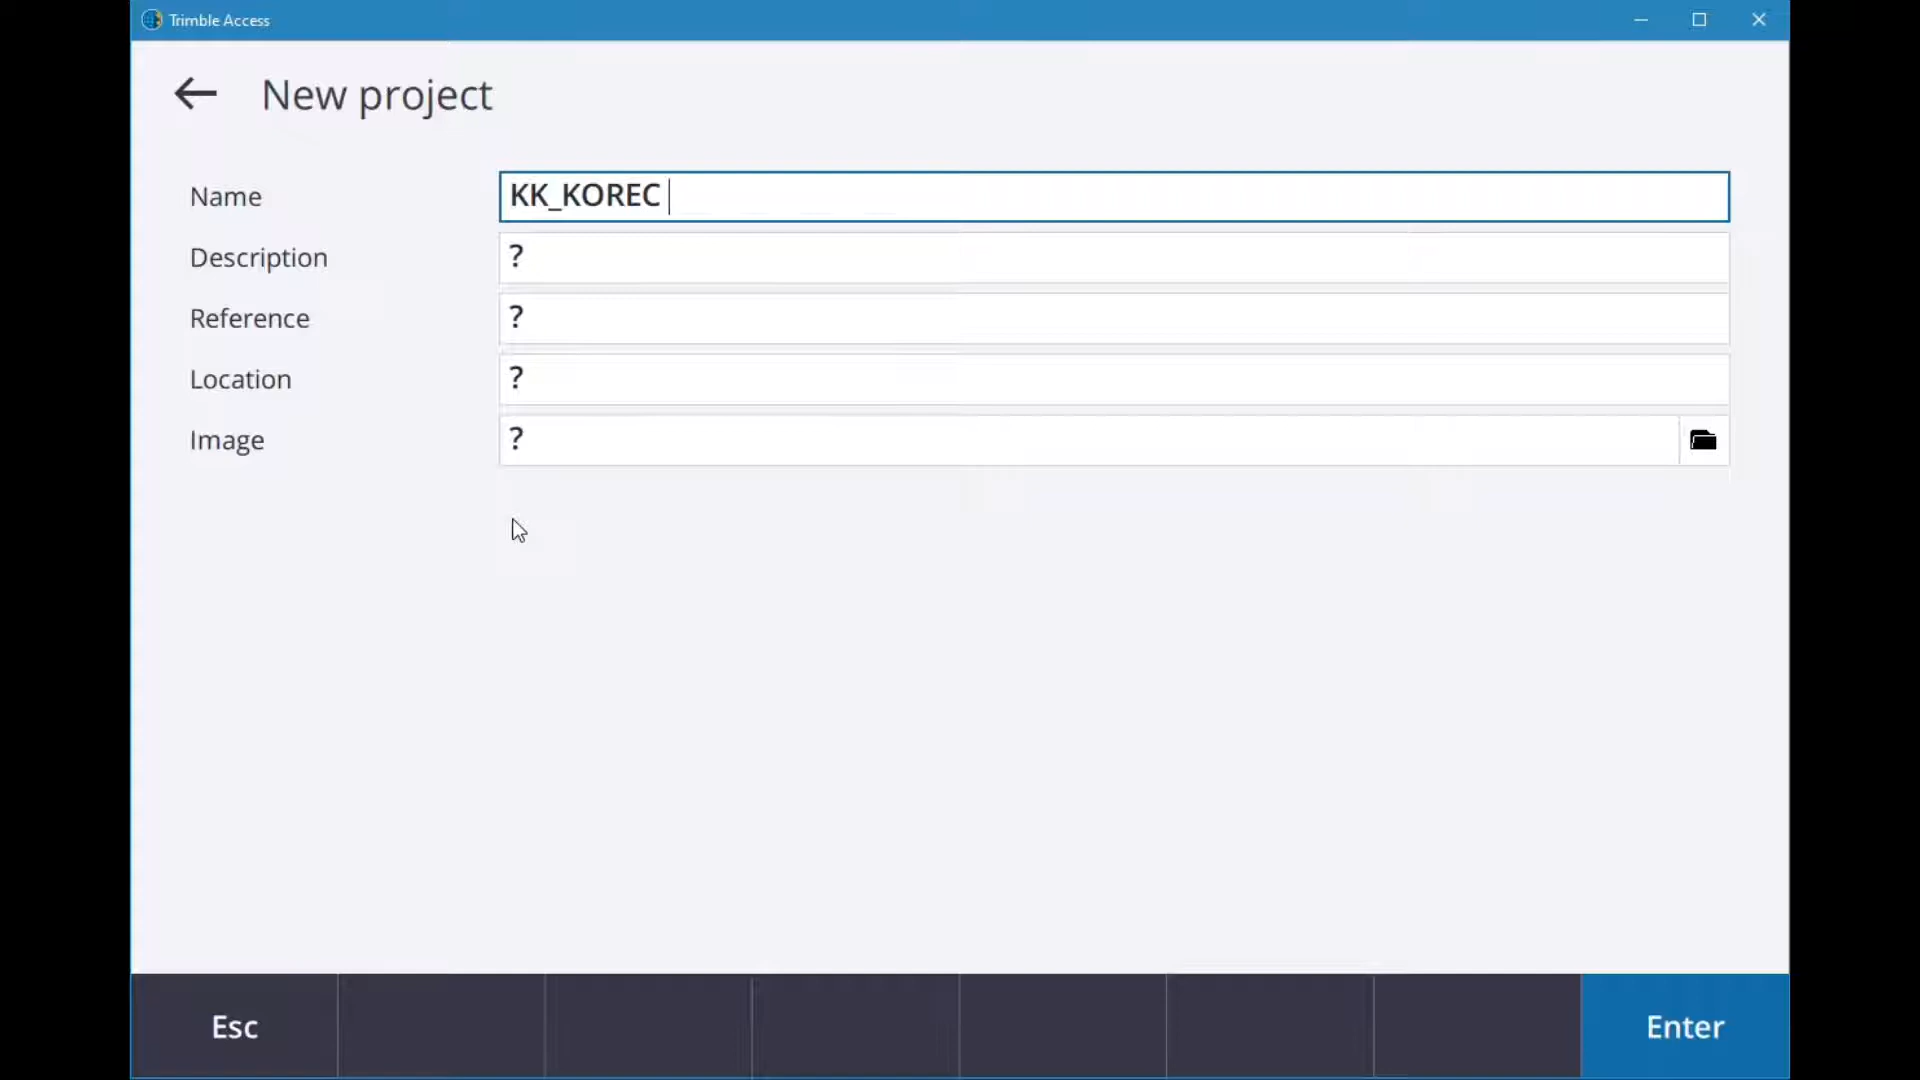 Trimble Access
New project
Name
KK_KOREC
Description
?
Reference
?
Location
?
Image
?
Esc
Enter